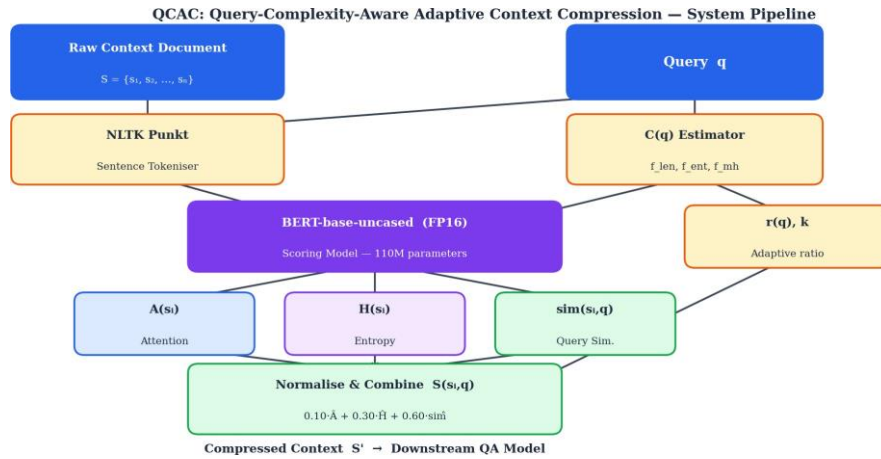 QCAC: Query-Complexity-Aware Adaptive Context Compression — System Pipeline
Raw Context Document
S = {s₁, s₂, ..., sₙ}
Query q
NLTK Punkt
Sentence Tokeniser
C(q) Estimator
f_len, f_ent, f_mh
BERT-base-uncased (FP16)
Scoring Model — 110M parameters
r(q), k
Adaptive ratio
A(sᵢ)
Attention
H(sᵢ)
Entropy
sim(sᵢ,q)
Query Sim.
Normalise & Combine S(sᵢ,q)
0.10·Â + 0.30·Ĥ + 0.60·sim̂
Compressed Context S' → Downstream QA Model